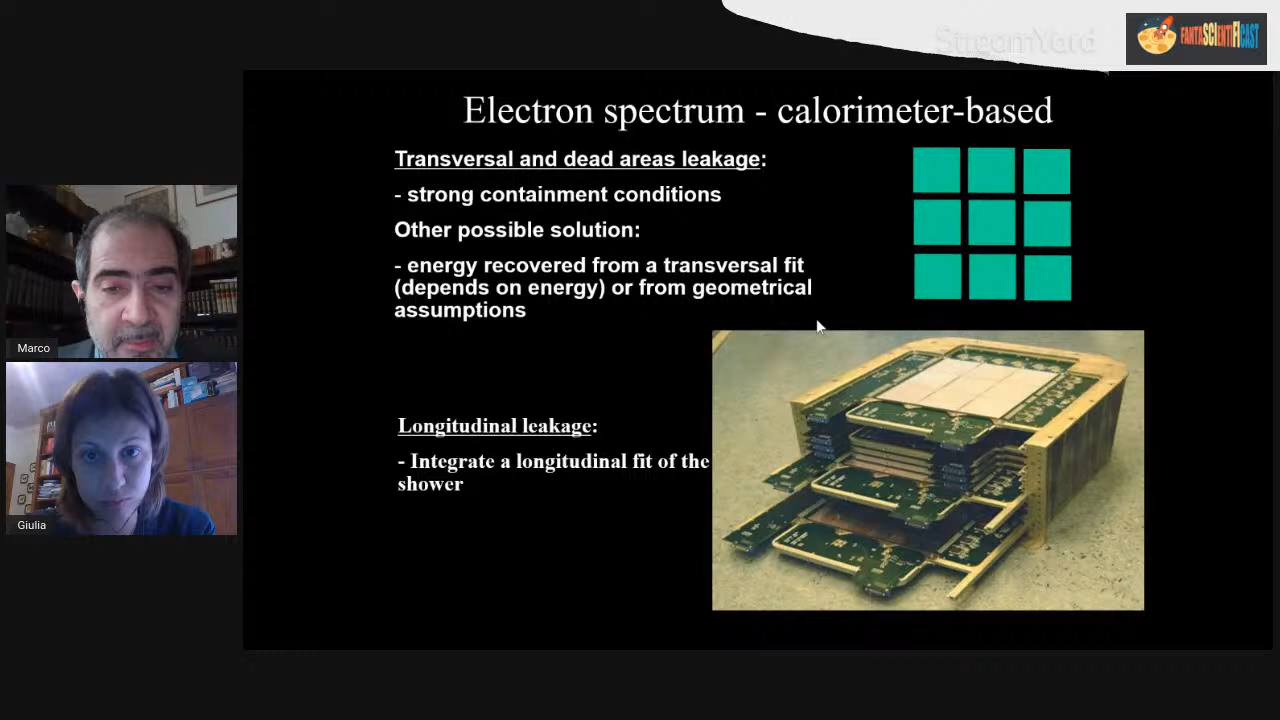 StreamYard
FANTASCIENTIFICAST
Electron spectrum - calorimeter-based
Transversal and dead areas leakage:
- strong containment conditions
Other possible solution:
- energy recovered from a transversal fit
(depends on energy) or from geometrical
assumptions
Longitudinal leakage:
- Integrate a longitudinal fit of the
shower
Marco
Giulia